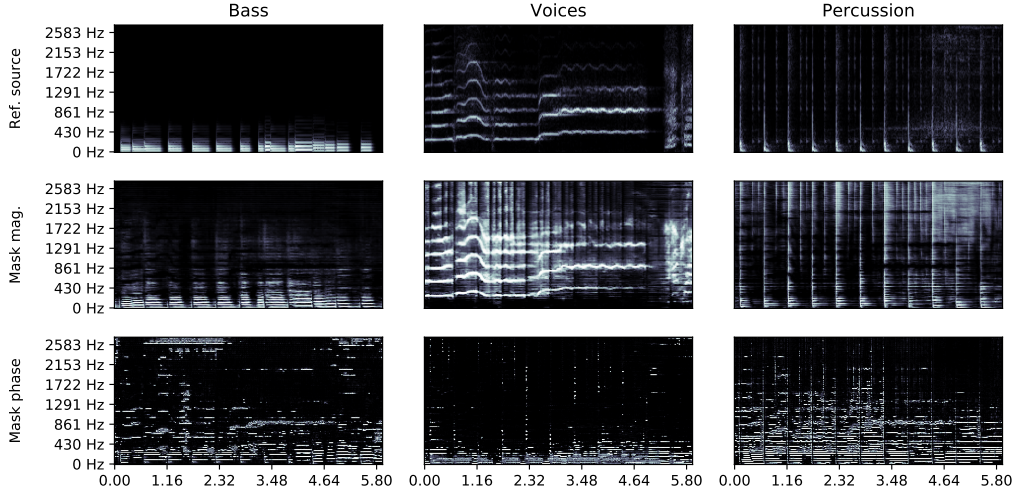 Bass Voices Percussion
Ref. source
2583 Hz
2153 Hz
1722 Hz
1291 Hz
861 Hz
430 Hz
0 Hz
Mask mag.
2583 Hz
2153 Hz
1722 Hz
1291 Hz
861 Hz
430 Hz
0 Hz
Mask phase
2583 Hz
2153 Hz
1722 Hz
1291 Hz
861 Hz
430 Hz
0 Hz
0.00 1.16 2.32 3.48 4.64 5.80 0.00 1.16 2.32 3.48 4.64 5.80 0.00 1.16 2.32 3.48 4.64 5.80